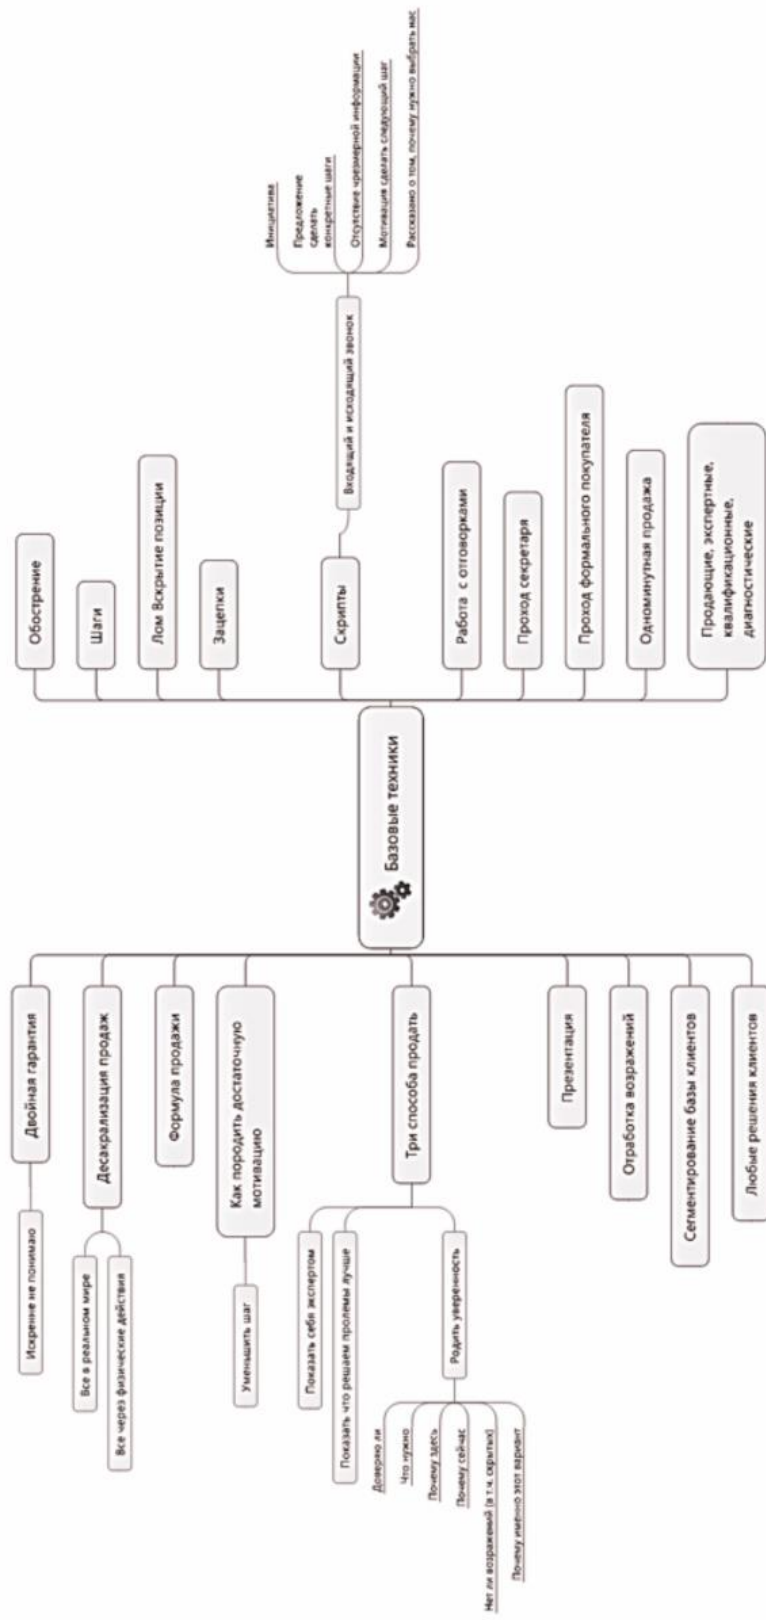 Базовые техники
Двойная гарантия
Искренне не понимаю
Десакрализация продаж
Все в реальном мире
Все через физические действия
Формула продажи
Как породить достаточную
мотивацию
Уменьшить шаг
Три способа продать
Показать себя экспертом
Показать что решаем пролемы лучше
Родить уверенность
Доверяю ли
Что нужно
Почему здесь
Почему сейчас
Нет ли возражений (в т.ч. скрытых)
Почему именно этот вариант
Презентация
Отработка возражений
Сегментирование базы клиентов
Любые решения клиентов
Обострение
Шаги
Лом Вскрытие позиции
Зацепки
Скрипты
Входящий и исходящий звонок
Инициатива
Предложение
сделать
конкретные шаги
Отсутствие чрезмерной информации
Мотивация сделать следующий шаг
Рассказано о том, почему нужно выбрать нас
Работа с отговорками
Проход секретаря
Проход формального покупателя
Одноминутная продажа
Продающие, экспертные,
квалификационные,
диагностические